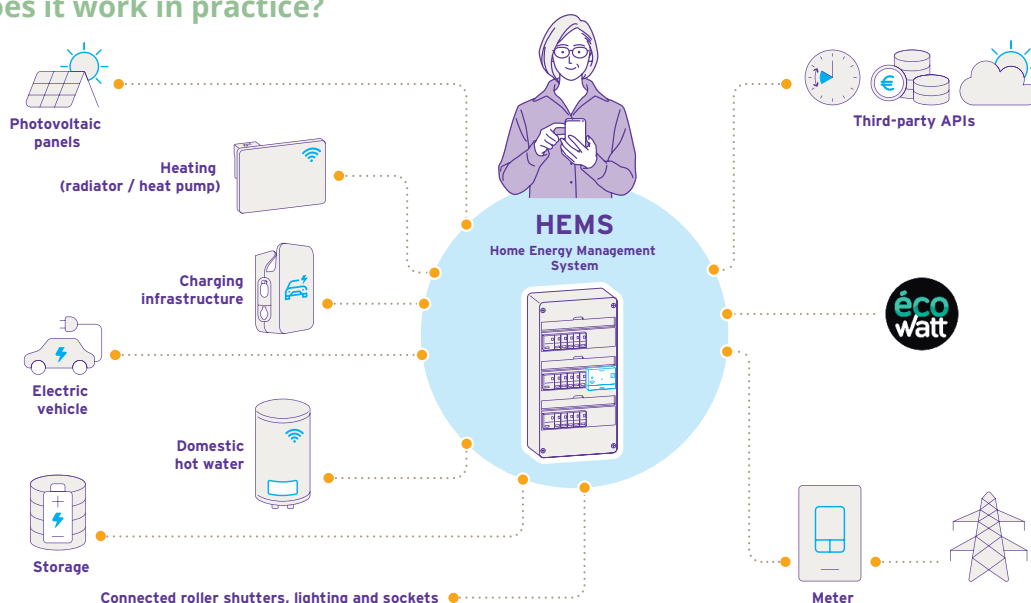 oes it work in practice?
Photovoltaic
panels
Heating
(radiator / heat pump)
Charging
infrastructure
Electric
vehicle
Domestic
hot water
Storage
Connected roller shutters, lighting and sockets
HEMS
Home Energy Management
System
€
Third-party APIs
éco
watt
Meter